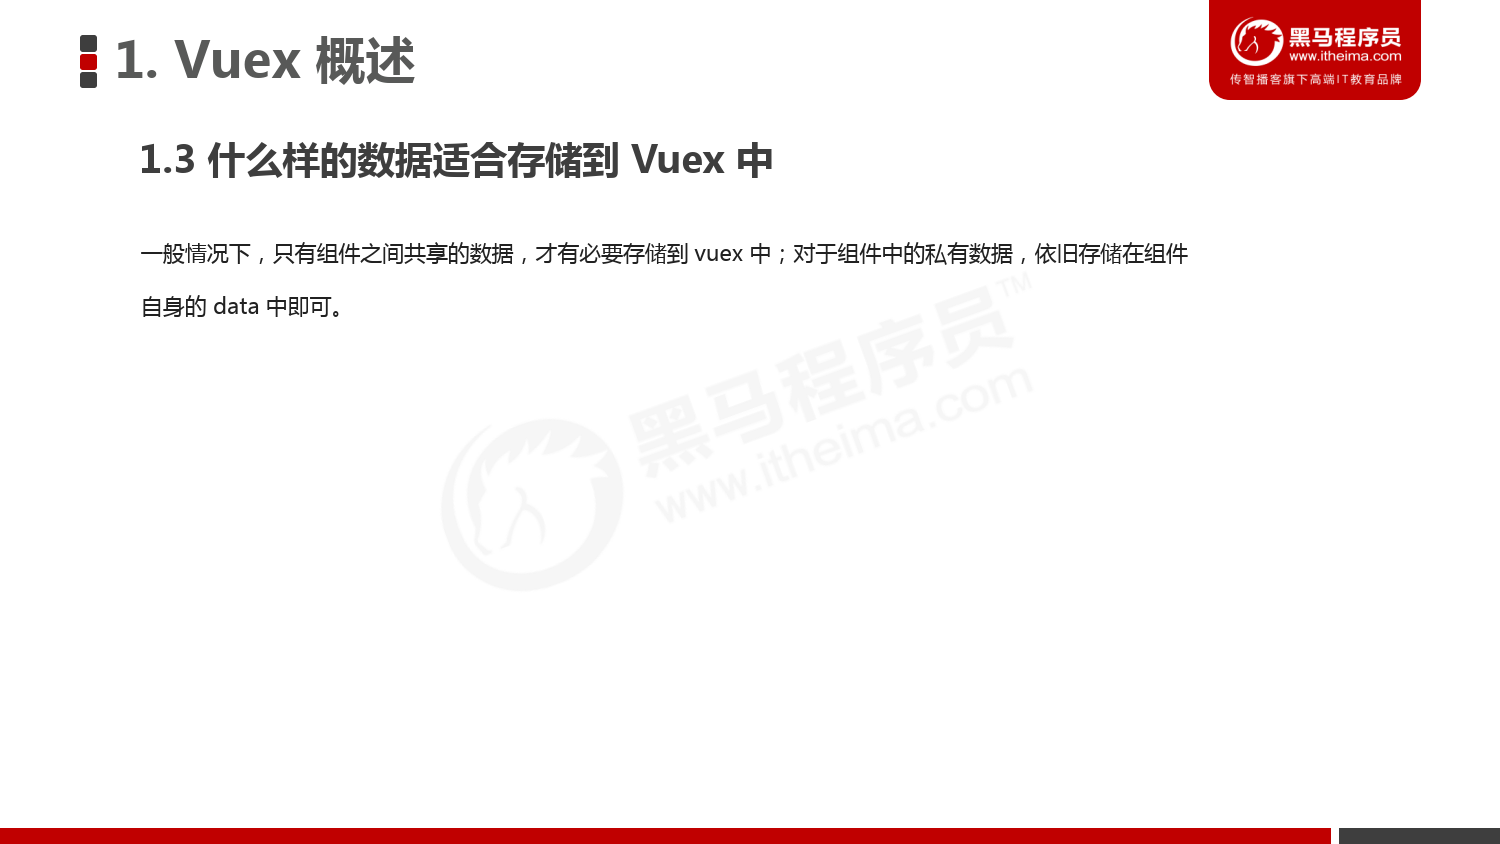 1. Vuex 概述
黑马程序员
www.itheima.com
传智播客旗下高端IT教育品牌
1.3 什么样的数据适合存储到 Vuex 中
一般情况下，只有组件之间共享的数据，才有必要存储到 vuex 中；对于组件中的私有数据，依旧存储在组件
自身的 data 中即可。
黑马程序员™
www.itheima.com